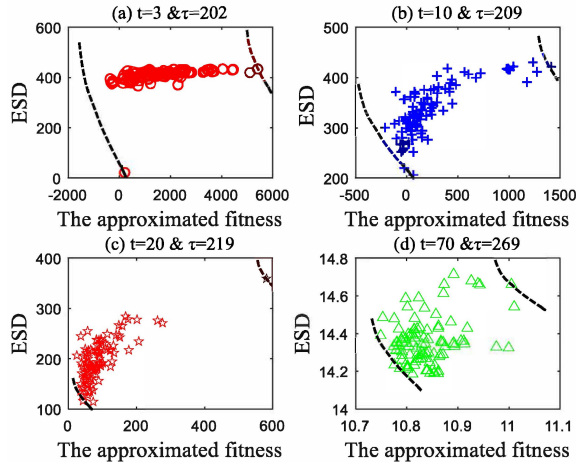 (a) t=3 &τ=202
600
400
200
0
ESD
-2000 0 2000 4000 6000
The approximated fitness
(b) t=10 &τ=209
500
400
300
200
ESD
-500 0 500 1000 1500
The approximated fitness
(c) t=20 & τ=219
400
300
200
100
ESD
0 200 400 600
The approximated fitness
(d) t=70 &τ=269
14.8
14.6
14.4
14.2
14
ESD
10.7 10.8 10.9 11 11.1
The approximated fitness